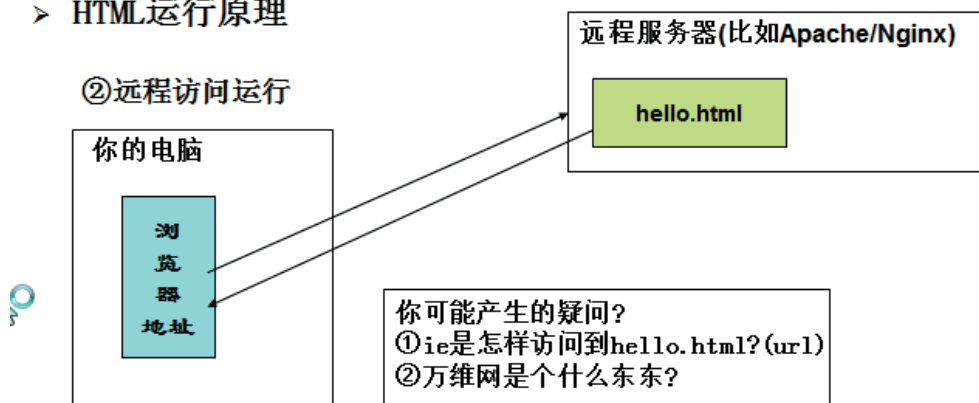 ➢ HTML运行原理
远程服务器(比如Apache/Nginx)
②远程访问运行
hello.html
你的电脑
浏
览
器
地址
你可能产生的疑问?
①ie是怎样访问到hello.html?(url)
②万维网是个什么东东?